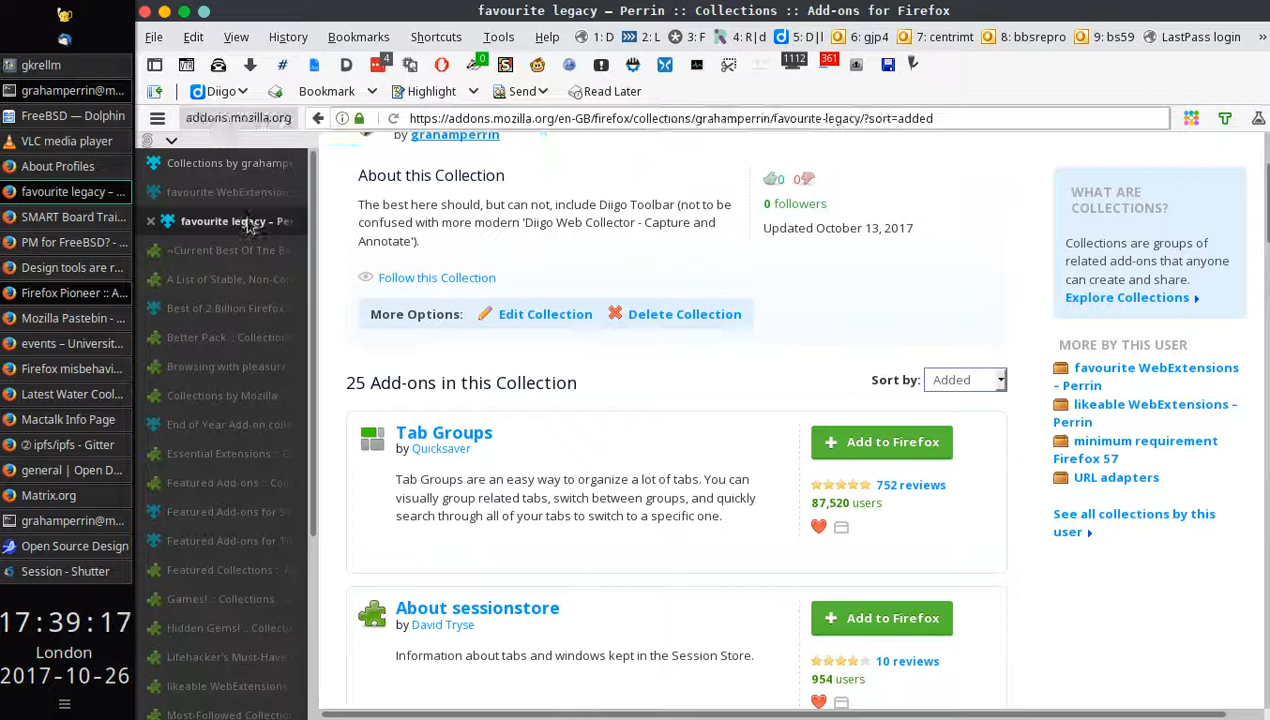 favourite legacy — Perrin :: Collections :: Add-ons for Firefox
File Edit View History Bookmarks Shortcuts Tools Help 1: D 2: L 3: F 4: R|d 5: D|l 6: gjp4 7: centrimt 8: bbsrepo 9: bs59 LastPass login »
4 0 1112 361
Diigo Bookmark Highlight Send Read Later
addons.mozilla.org https://addons.mozilla.org/en-GB/firefox/collections/grahamperrin/favourite-legacy/?sort=added
gkrellm
grahamperrin@m...
FreeBSD — Dolphin
VLC media player
About Profiles
favourite legacy – ...
SMART Board Trai...
PM for FreeBSD? - ...
Design tools are r...
Firefox Pioneer :: A...
Mozilla Pastebin - ...
events – Universit...
Firefox misbehavi...
Latest Water Cool...
Mactalk Info Page
② ipfs/ipfs - Gitter
general | Open D...
Matrix.org
grahamperrin@m...
Open Source Design
Session - Shutter
17:39:17
London
2017-10-26
Collections by grahampe
favourite WebExtension
favourite legacy – Per
~Current Best Of The B
A List of Stable, Non-Co
Best of 2 Billion Firefox
Better Pack :: Collectio
Browsing with pleasur
Collections by Mozilla ::
End of Year Add-on coll
Essential Extensions :: C
Featured Add-ons :: Co
Featured Add-ons for S
Featured Add-ons for T
Featured Collections :: A
Games! :: Collections
Hidden Gems! :: Collect
Lifehacker's Must-Have
likeable WebExtensions
Most-Followed Collecti
by grahamperrin
About this Collection
The best here should, but can not, include Diigo Toolbar (not to be
confused with more modern 'Diigo Web Collector - Capture and
Annotate').
0 0
0 followers
Updated October 13, 2017
Follow this Collection
More Options: Edit Collection Delete Collection
25 Add-ons in this Collection
Sort by: Added
Tab Groups
by Quicksaver
Tab Groups are an easy way to organize a lot of tabs. You can
visually group related tabs, switch between groups, and quickly
search through all of your tabs to switch to a specific one.
+ Add to Firefox
752 reviews
87,520 users
About sessionstore
by David Tryse
Information about tabs and windows kept in the Session Store.
+ Add to Firefox
10 reviews
954 users
WHAT ARE
COLLECTIONS?
Collections are groups of
related add-ons that anyone
can create and share.
Explore Collections
MORE BY THIS USER
favourite WebExtensions
– Perrin
likeable WebExtensions –
Perrin
minimum requirement
Firefox 57
URL adapters
See all collections by this
user